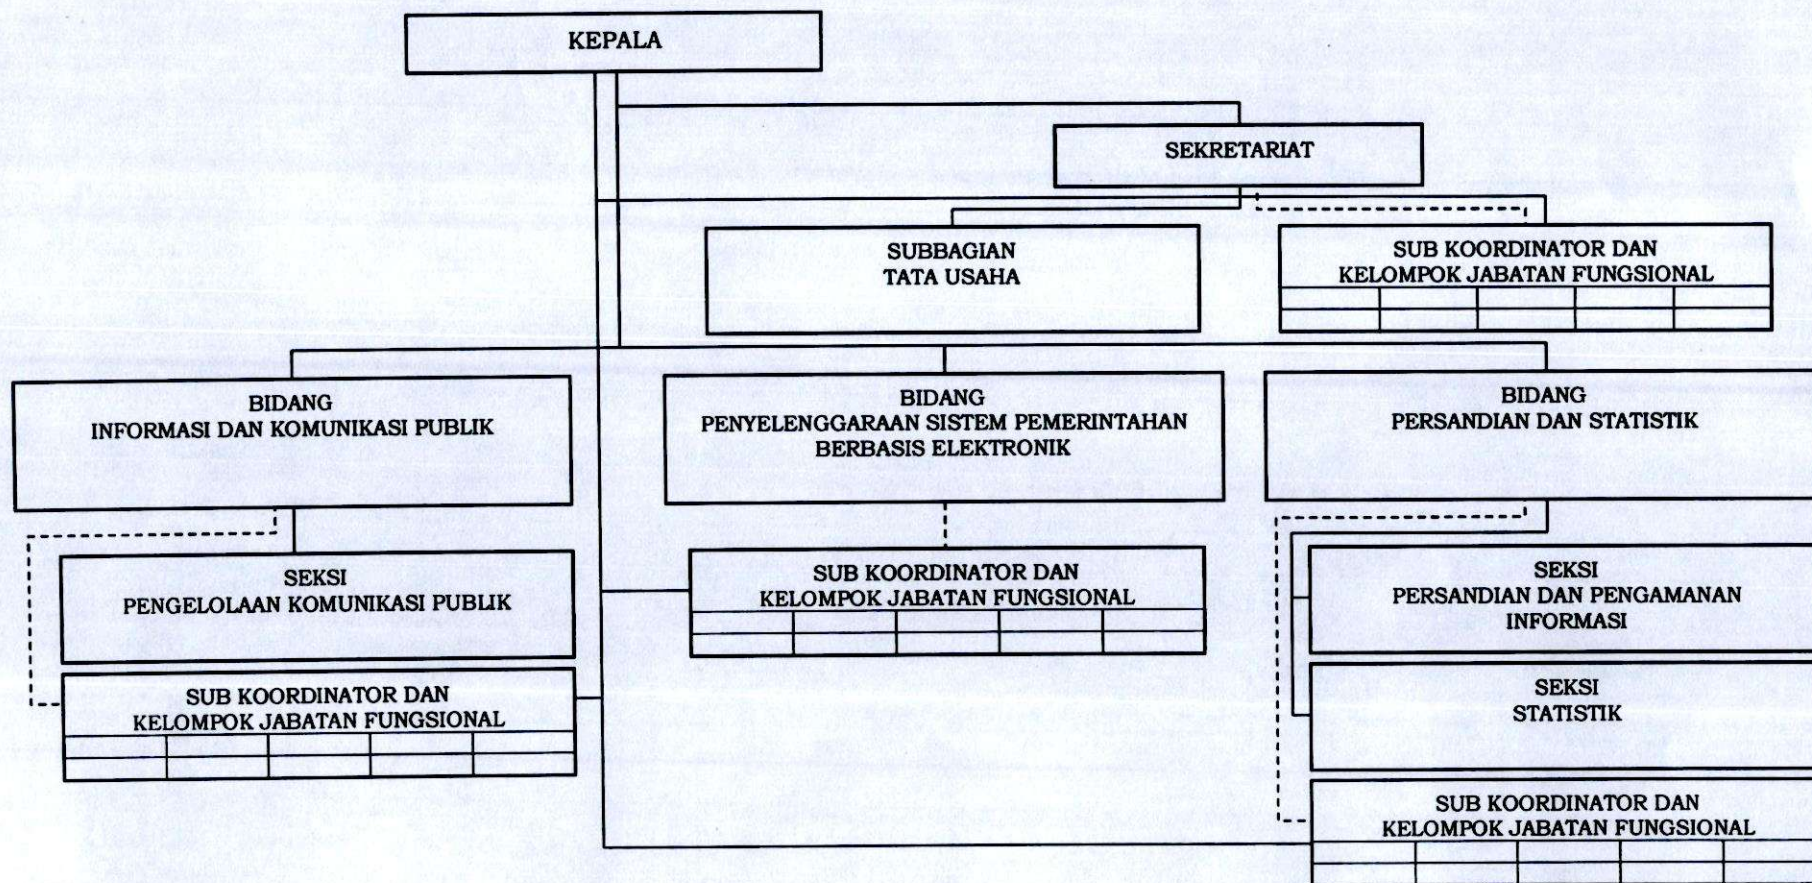 KEPALA
SEKRETARIAT
SUBBAGIAN
TATA USAHA
SUB KOORDINATOR DAN
KELOMPOK JABATAN FUNGSIONAL
BIDANG
INFORMASI DAN KOMUNIKASI PUBLIK
BIDANG
PENYELENGGARAAN SISTEM PEMERINTAHAN
BERBASIS ELEKTRONIK
BIDANG
PERSANDIAN DAN STATISTIK
SEKSI
PENGELOLAAN KOMUNIKASI PUBLIK
SUB KOORDINATOR DAN
KELOMPOK JABATAN FUNGSIONAL
SUB KOORDINATOR DAN
KELOMPOK JABATAN FUNGSIONAL
SEKSI
PERSANDIAN DAN PENGAMANAN
INFORMASI
SEKSI
STATISTIK
SUB KOORDINATOR DAN
KELOMPOK JABATAN FUNGSIONAL